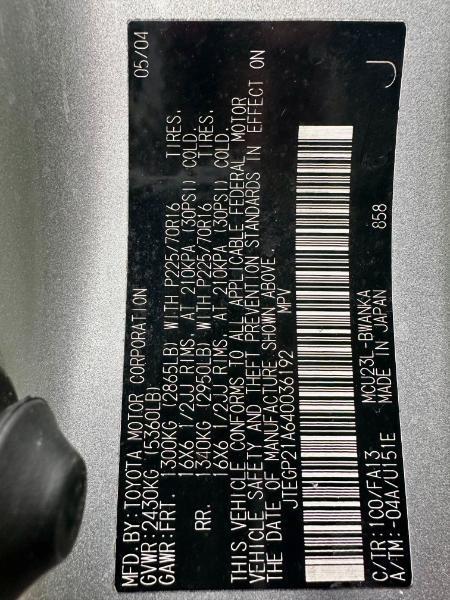 MFD. BY: TOYOTA MOTOR CORPORATION 05/04
GVWR: 2430KG (5360LB)
GAWR: FRT. 1300KG (2865LB) WITH P225/70R16 TIRES,
16X6 1/2JJ RIMS, AT 210KPA (30PSI) COLD.
RR. 1340KG (2950LB) WITH P225/70R16 TIRES,
16X6 1/2JJ RIMS, AT 210KPA (30PSI) COLD.
THIS VEHICLE CONFORMS TO ALL APPLICABLE FEDERAL MOTOR
VEHICLE SAFETY AND THEFT PREVENTION STANDARDS IN EFFECT ON
THE DATE OF MANUFACTURE SHOWN ABOVE.
JTEGP21A640036192 MPV
C/TR: 1C0/FA13 MCU23L-BWANKA 858
A/TM: -04A/U151E MADE IN JAPAN J